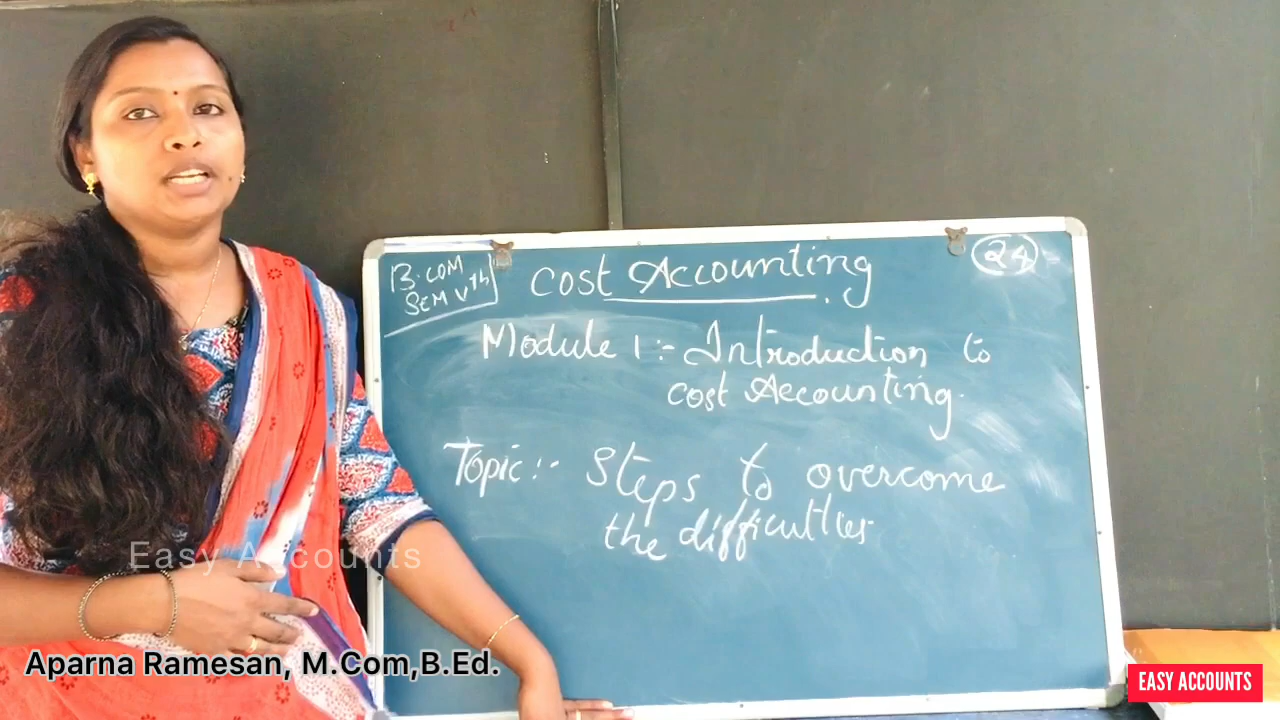 B.COM
SEM Vth
Cost Accounting
24
Module 1 :- Introduction to
cost Accounting.
Topic :- Steps to overcome
the difficulties.
Easy Accounts
Aparna Ramesan, M.Com,B.Ed.
EASY ACCOUNTS